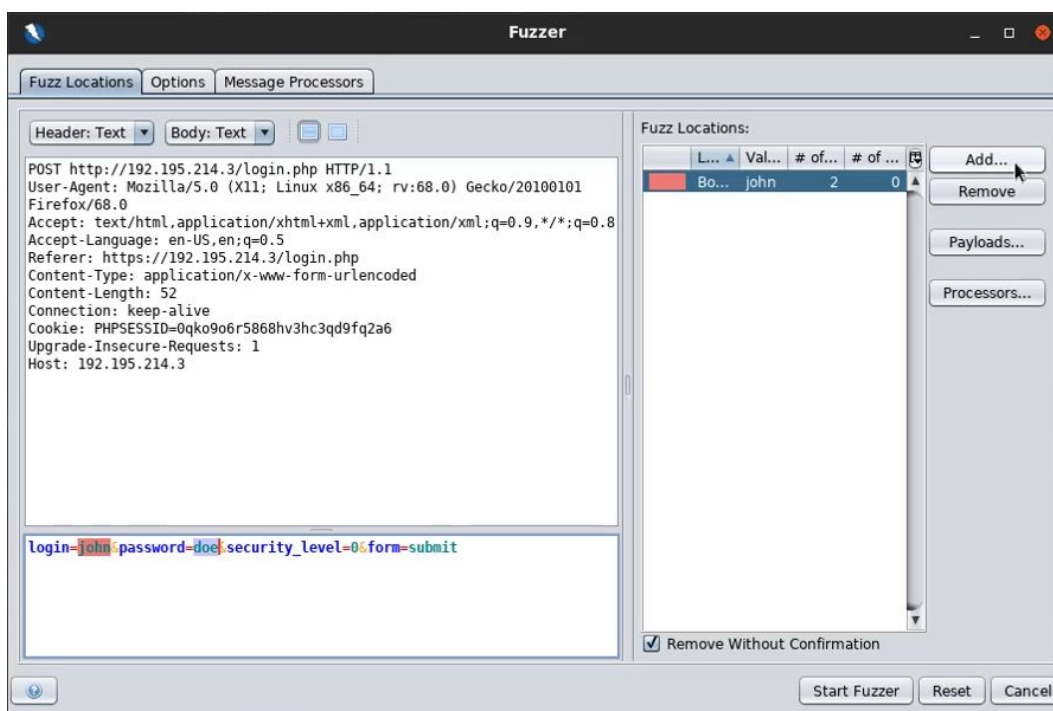 Fuzzer
Fuzz Locations Options Message Processors
Header: Text Body: Text
POST http://192.195.214.3/login.php HTTP/1.1
User-Agent: Mozilla/5.0 (X11; Linux x86_64; rv:68.0) Gecko/20100101
Firefox/68.0
Accept: text/html,application/xhtml+xml,application/xml;q=0.9,*/*;q=0.8
Accept-Language: en-US,en;q=0.5
Referer: https://192.195.214.3/login.php
Content-Type: application/x-www-form-urlencoded
Content-Length: 52
Connection: keep-alive
Cookie: PHPSESSID=0qko9o6r5868hv3hc3qd9fq2a6
Upgrade-Insecure-Requests: 1
Host: 192.195.214.3
login=john&password=doe&security_level=0&form=submit
Fuzz Locations:
L... Val... # of... # of ...
Bo... john 2 0
Add...
Remove
Payloads...
Processors...
Remove Without Confirmation
Start Fuzzer Reset Cancel